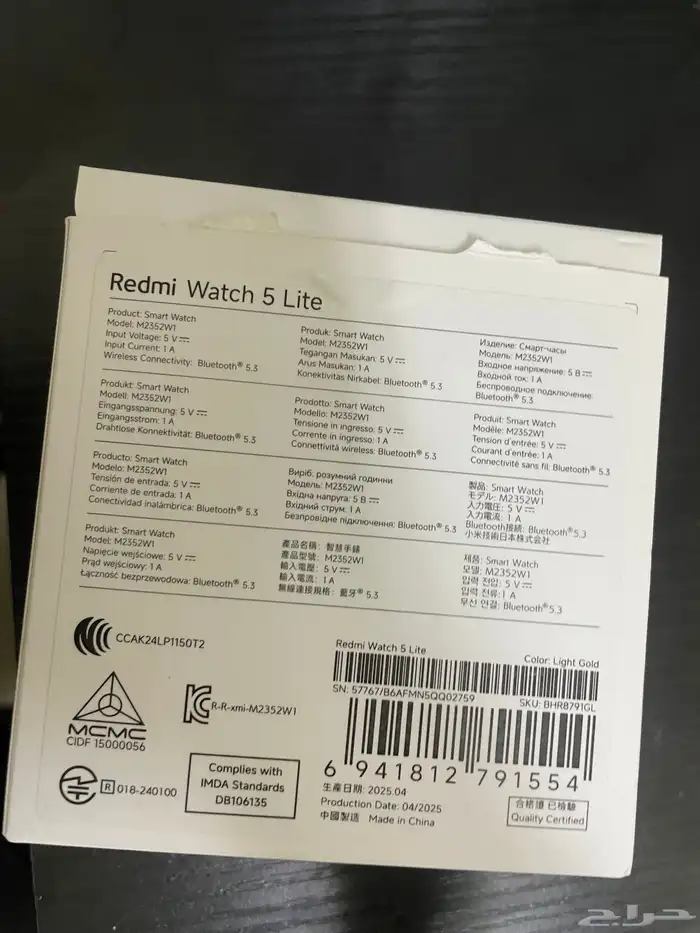 Redmi Watch 5 Lite
Product: Smart Watch
Model: M2352W1
Input Voltage: 5 V⎓
Input Current: 1 A
Wireless Connectivity: Bluetooth® 5.3
Produk: Smart Watch
Model: M2352W1
Tegangan Masukan: 5 V⎓
Arus Masukan: 1 A
Konektivitas Nirkabel: Bluetooth® 5.3
Изделие: Смарт-часы
Модель: M2352W1
Входное напряжение: 5 В⎓
Входной ток: 1 А
Беспроводное подключение:
Bluetooth® 5.3
Produkt: Smart Watch
Modell: M2352W1
Eingangsspannung: 5 V⎓
Eingangsstrom: 1 A
Drahtlose Konnektivität: Bluetooth® 5.3
Prodotto: Smart Watch
Modello: M2352W1
Tensione in ingresso: 5 V⎓
Corrente in ingresso: 1 A
Connettività wireless: Bluetooth® 5.3
Produit: Smart Watch
Modèle: M2352W1
Tension d'entrée: 5 V⎓
Courant d'entrée: 1 A
Connectivité sans fil: Bluetooth® 5.3
Producto: Smart Watch
Modelo: M2352W1
Tensión de entrada: 5 V⎓
Corriente de entrada: 1 A
Conectividad inalámbrica: Bluetooth® 5.3
Виріб: розумний годинни
Модель: M2352W1
Вхідна напруга: 5 В⎓
Вхідний струм: 1 А
Безпровідне підключення: Bluetooth® 5.3
製品: Smart Watch
モデル: M2352W1
入力電圧: 5 V⎓
入力電流: 1 A
Bluetooth接続: Bluetooth®5.3
小米技術日本株式会社
Produkt: Smart Watch
Model: M2352W1
Napięcie wejściowe: 5 V⎓
Prąd wejściowy: 1 A
Łączność bezprzewodowa: Bluetooth® 5.3
產品名稱: 智慧手錶
產品型號: M2352W1
輸入電壓: 5 V⎓
輸入電流: 1 A
無線連接規格: 藍牙® 5.3
제품: Smart Watch
모델: M2352W1
입력 전압: 5 V⎓
입력 전류: 1 A
무선 연결: Bluetooth®5.3
CCAK24LP1150T2
MCMC
CIDF 15000056
R-R-xmi-M2352W1
R 018-240100
Complies with
IMDA Standards
DB106135
Redmi Watch 5 Lite
Color: Light Gold
SN: 57767/B6AFMN5QQ02759
SKU: BHR8791GL
6 941812 791554
生產日期: 2025.04
Production Date: 04/2025
中國製造 Made in China
合格證 已檢驗
Quality Certified
حراج